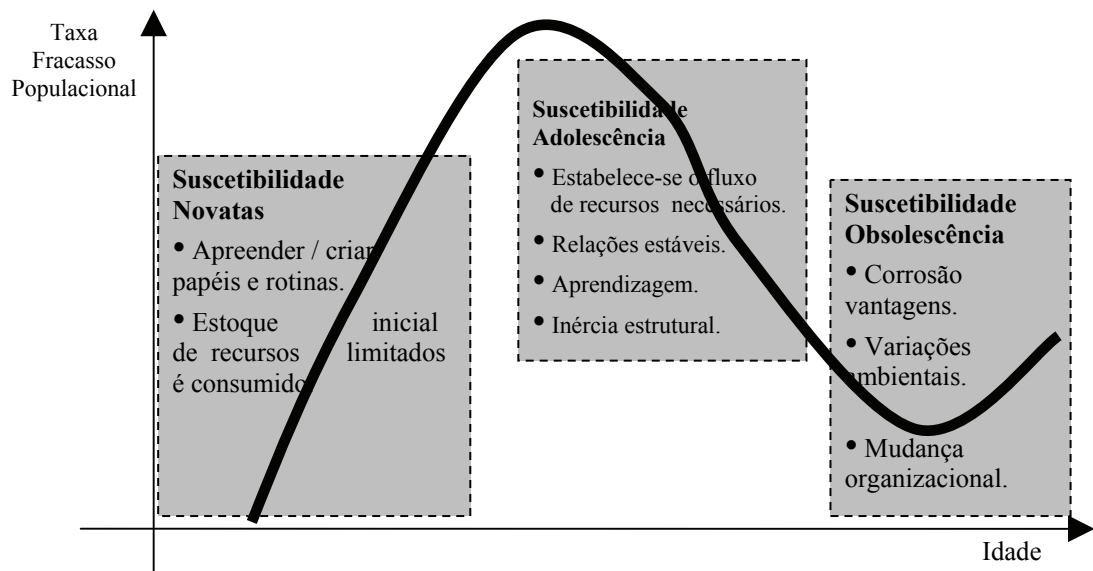 Taxa
Fracasso
Populacional
Suscetibilidade
Novatas
• Apreender / criar
papéis e rotinas.
• Estoque inicial
de recursos limitados
é consumido.
Suscetibilidade
Adolescência
• Estabelece-se o fluxo
de recursos necessários.
• Relações estáveis.
• Aprendizagem.
• Inércia estrutural.
Suscetibilidade
Obsolescência
• Corrosão
vantagens.
• Variações
ambientais.
• Mudança
organizacional.
Idade